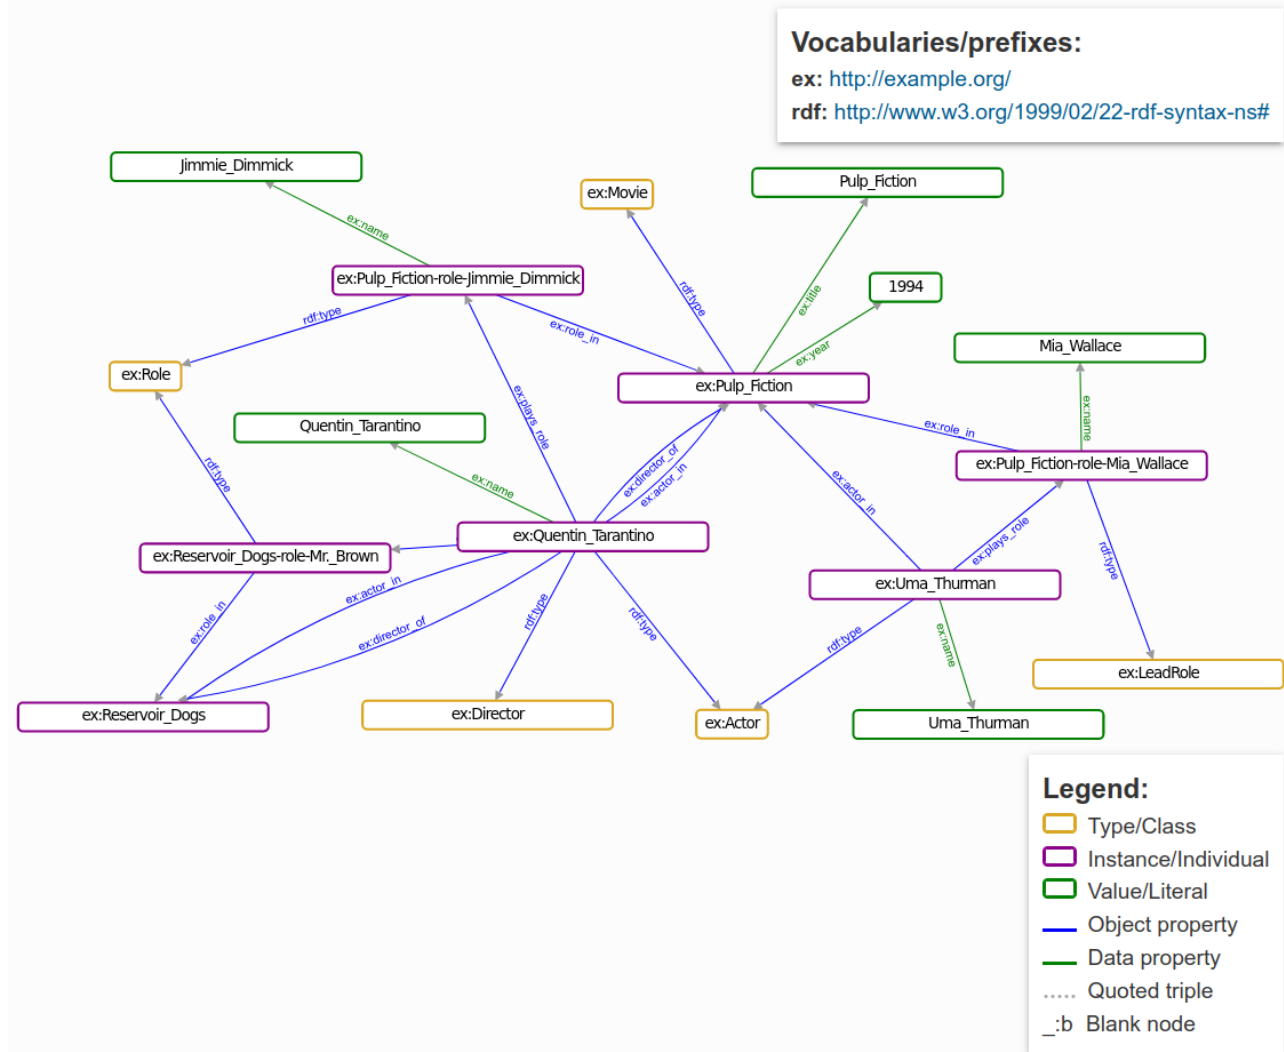 Vocabularies/prefixes:
ex: http://example.org/
rdf: http://www.w3.org/1999/02/22-rdf-syntax-ns#
Jimmie_Dimmick
Pulp_Fiction
ex:Movie
ex:name
ex:Pulp_Fiction-role-Jimmie_Dimmick
1994
rdf:type
ex:title
rdf:type
ex:role_in
ex:year
Mia_Wallace
ex:Role
ex:Pulp_Fiction
ex:plays_role
ex:name
Quentin_Tarantino
ex:role_in
ex:director_of
ex:actor_in
ex:Pulp_Fiction-role-Mia_Wallace
rdf:type
ex:name
ex:actor_in
ex:Quentin_Tarantino
ex:plays_role
ex:Reservoir_Dogs-role-Mr._Brown
rdf:type
ex:Uma_Thurman
ex:actor_in
ex:role_in
ex:director_of
rdf:type
rdf:type
rdf:type
ex:name
ex:LeadRole
ex:Reservoir_Dogs
ex:Director
ex:Actor
Uma_Thurman
Legend:
Type/Class
Instance/Individual
Value/Literal
Object property
Data property
Quoted triple
_:b Blank node